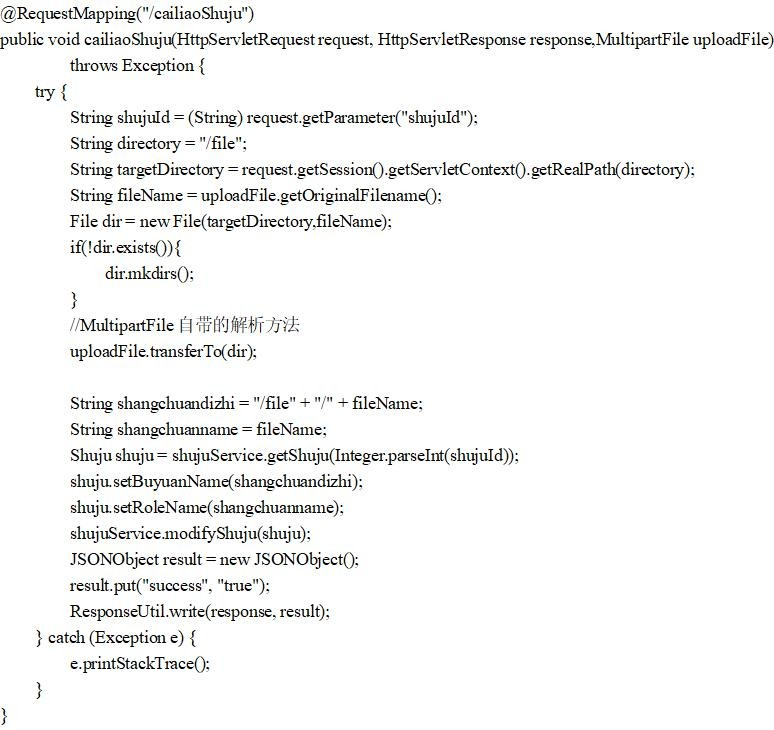 @RequestMapping("/cailiaoShuju")
public void cailiaoShuju(HttpServletRequest request, HttpServletResponse response,MultipartFile uploadFile)
throws Exception {
try {
String shujuId = (String) request.getParameter("shujuId");
String directory = "/file";
String targetDirectory = request.getSession().getServletContext().getRealPath(directory);
String fileName = uploadFile.getOriginalFilename();
File dir = new File(targetDirectory,fileName);
if(!dir.exists()){
dir.mkdirs();
}
//MultipartFile 自带的解析方法
uploadFile.transferTo(dir);
String shangchuandizhi = "/file" + "/" + fileName;
String shangchuanname = fileName;
Shuju shuju = shujuService.getShuju(Integer.parseInt(shujuId));
shuju.setBuyuanName(shangchuandizhi);
shuju.setRoleName(shangchuanname);
shujuService.modifyShuju(shuju);
JSONObject result = new JSONObject();
result.put("success", "true");
ResponseUtil.write(response, result);
} catch (Exception e) {
e.printStackTrace();
}
}